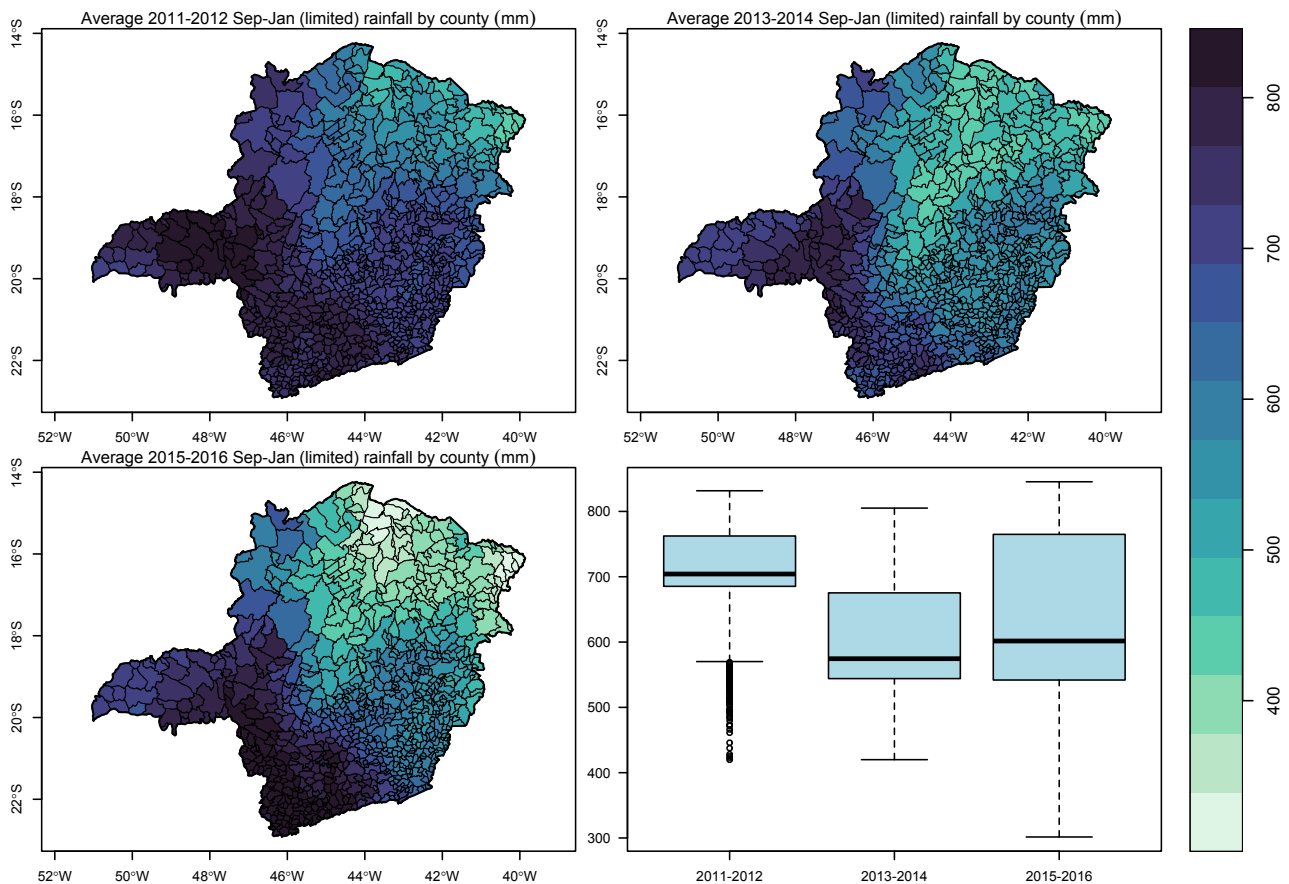 Average 2011-2012 Sep-Jan (limited) rainfall by county (mm)
14°S
16°S
18°S
20°S
22°S
52°W 50°W 48°W 46°W 44°W 42°W 40°W
Average 2013-2014 Sep-Jan (limited) rainfall by county (mm)
14°S
16°S
18°S
20°S
22°S
52°W 50°W 48°W 46°W 44°W 42°W 40°W
Average 2015-2016 Sep-Jan (limited) rainfall by county (mm)
14°S
16°S
18°S
20°S
22°S
52°W 50°W 48°W 46°W 44°W 42°W 40°W
800
700
600
500
400
300
2011-2012 2013-2014 2015-2016
800
700
600
500
400